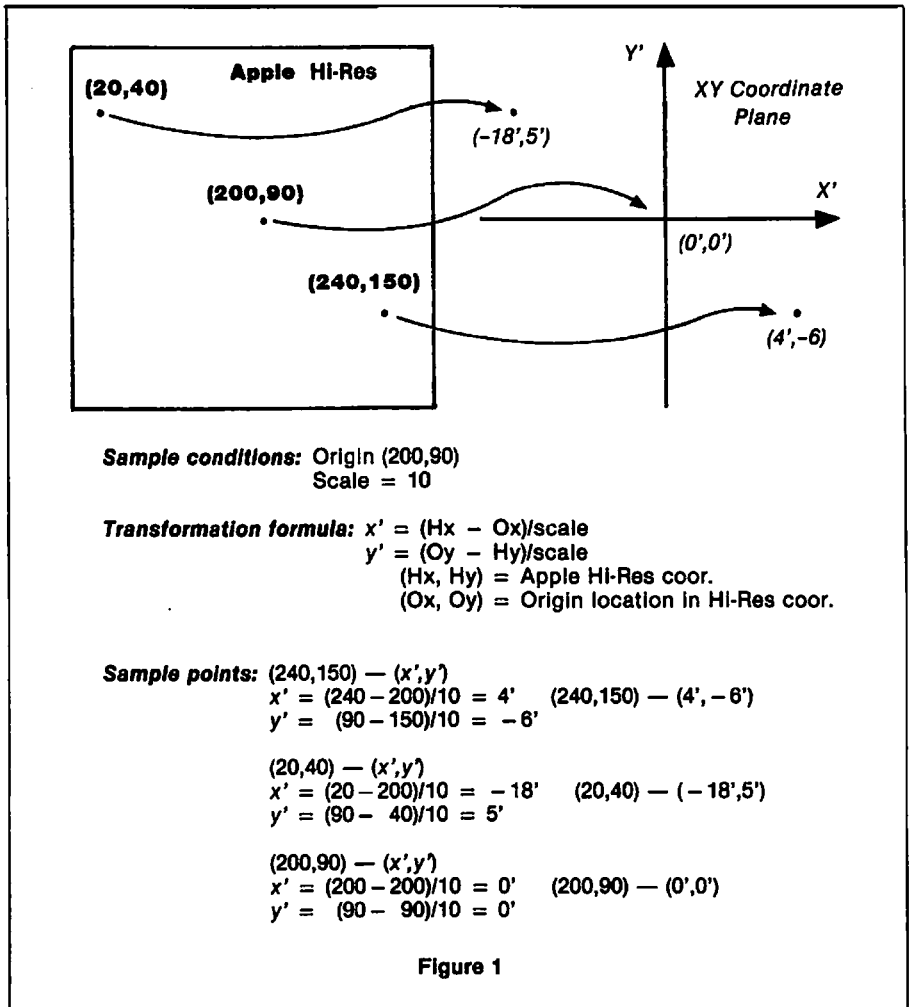 Apple Hi-Res
(20,40)
(200,90)
(240,150)
Y'
XY Coordinate
Plane
(-18',5')
X'
(0',0')
(4',-6)
Sample conditions: Origin (200,90)
Scale = 10
Transformation formula: x' = (Hx − Ox)/scale
y' = (Oy − Hy)/scale
(Hx, Hy) = Apple Hi-Res coor.
(Ox, Oy) = Origin location in Hi-Res coor.
Sample points: (240,150) — (x',y')
x' = (240−200)/10 = 4' (240,150) — (4',−6')
y' = (90−150)/10 = −6'
(20,40) — (x',y')
x' = (20−200)/10 = −18' (20,40) — (−18',5')
y' = (90− 40)/10 = 5'
(200,90) — (x',y')
x' = (200−200)/10 = 0' (200,90) — (0',0')
y' = (90− 90)/10 = 0'
Figure 1